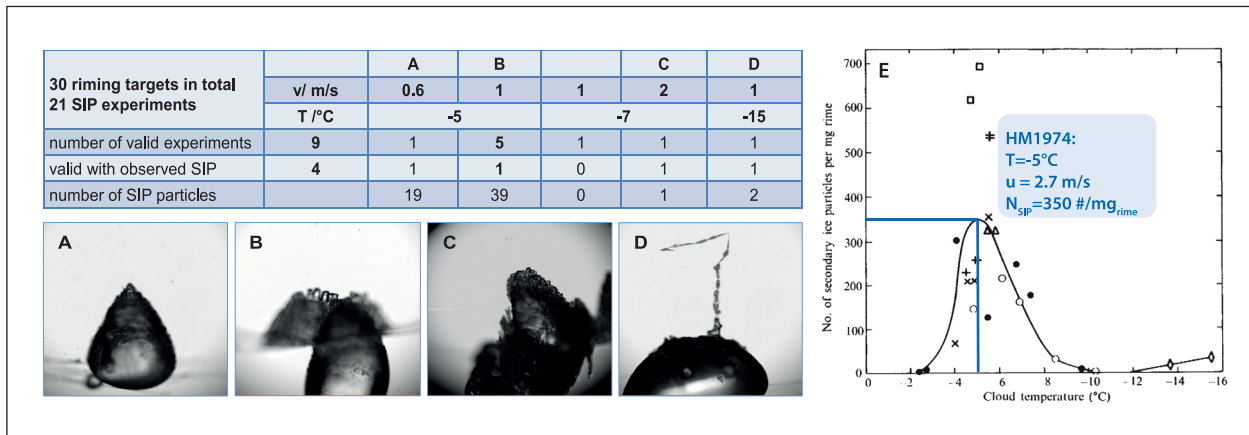 30 riming targets in total
21 SIP experiments
A B C D
v/ m/s 0.6 1 1 2 1
T /°C -5 -7 -15
number of valid experiments 9 1 5 1 1 1
valid with observed SIP 4 1 1 0 1 1
number of SIP particles 19 39 0 1 2
A
B
C
D
E
No. of secondary ice particles per mg rime
700
600
500
400
300
200
100
0
HM1974:
T=-5°C
u = 2.7 m/s
N_SIP=350 #/mg_rime
0 -2 -4 6 8 -10 -12 -14 -16
Cloud temperature (°C)